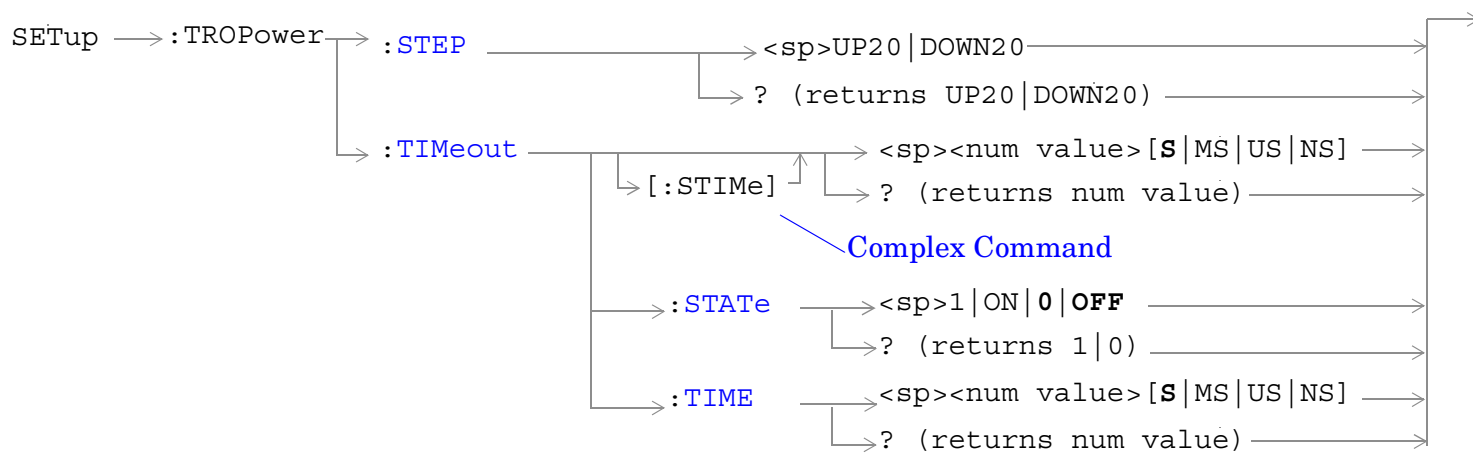 SETup :TROPower :STEP <sp>UP20|DOWN20
? (returns UP20|DOWN20)
:TIMeout <sp><num value>[S|MS|US|NS]
[:STIMe] ? (returns num value)
Complex Command
:STATe <sp>1|ON|0|OFF
? (returns 1|0)
:TIME <sp><num value>[S|MS|US|NS]
? (returns num value)